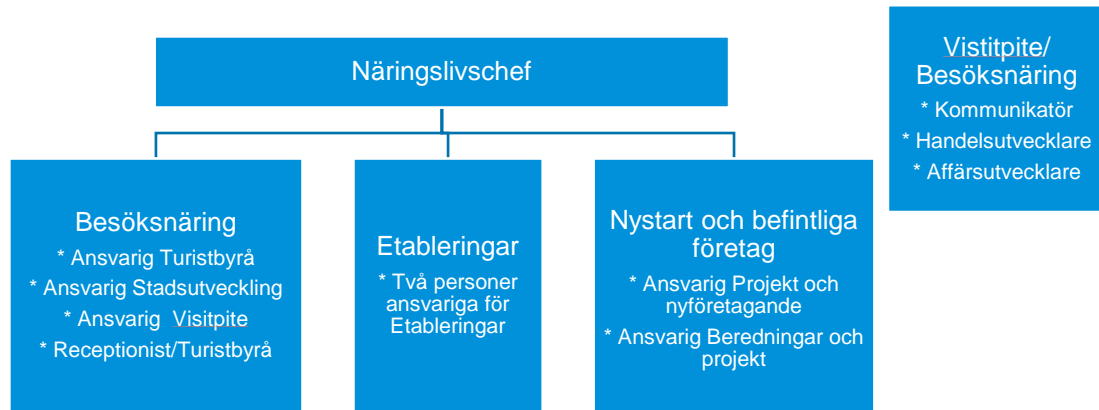 Näringslivschef
Vistitpite/
Besöksnäring
* Kommunikatör
* Handelsutvecklare
* Affärsutvecklare
Besöksnäring
* Ansvarig Turistbyrå
* Ansvarig Stadsutveckling
* Ansvarig Visitpite
* Receptionist/Turistbyrå
Etableringar
* Två personer
ansvariga för
Etableringar
Nystart och befintliga
företag
* Ansvarig Projekt och
nyföretagande
* Ansvarig Beredningar och
projekt